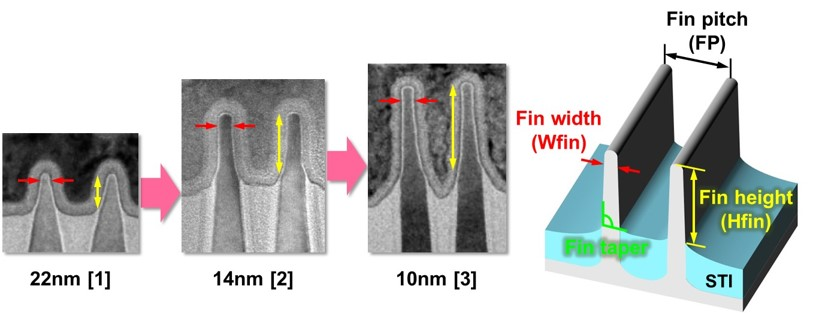 22nm [1]
14nm [2]
10nm [3]
Fin pitch
(FP)
Fin width
(Wfin)
Fin height
(Hfin)
Fin taper
STI